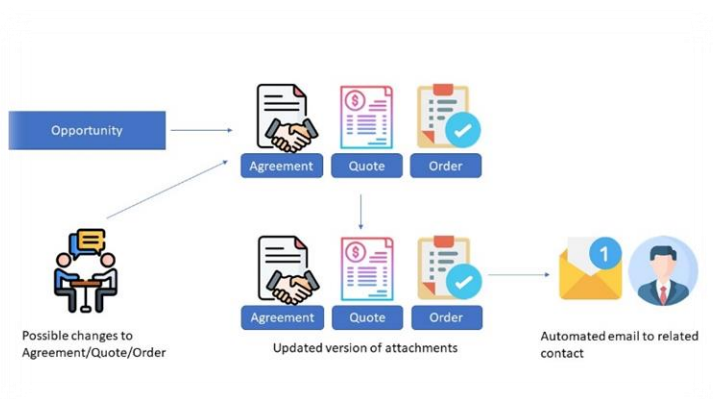 Opportunity
Agreement
Quote
Order
$
$
1
Agreement
Quote
Order
Possible changes to
Agreement/Quote/Order
Updated version of attachments
Automated email to related
contact